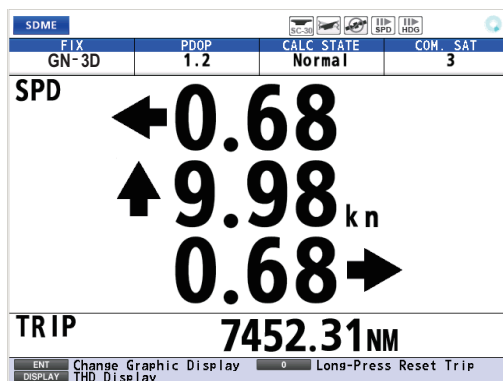 SDME
SC-30 SPD HDG
FIX PDOP CALC STATE COM. SAT
GN-3D 1.2 Normal 3
SPD
0.68
9.98 kn
0.68
TRIP 7452.31NM
ENT Change Graphic Display 0 Long-Press Reset Trip
DISPLAY THD Display